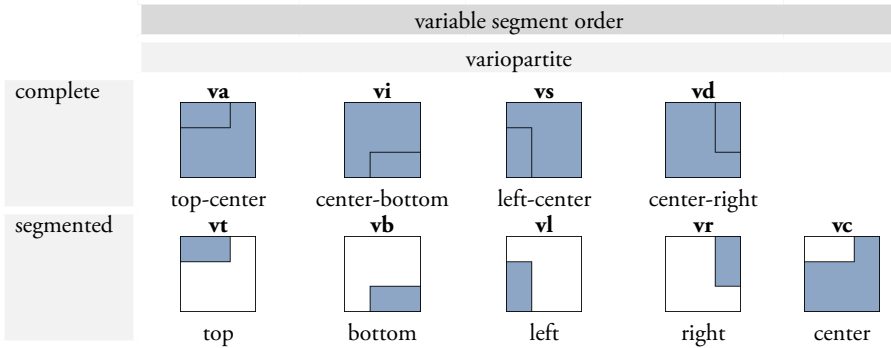 variable segment order
variopartite
complete
va vi vs vd
top-center center-bottom left-center center-right
segmented
vt vb vl vr vc
top bottom left right center